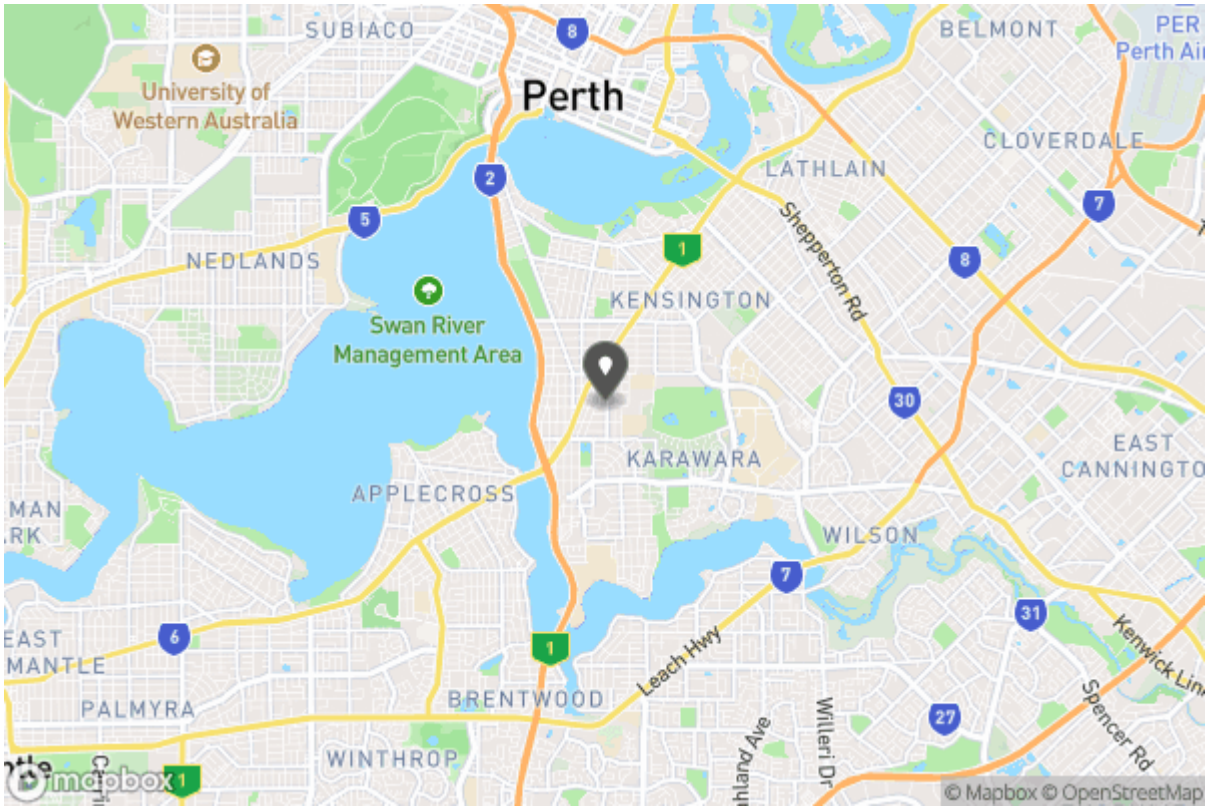 SUBIACO
8
BELMONT
PER
Perth Air
University of
Western Australia
Perth
CLOVERDALE
LATHLAIN
2
7
5
1
Shepperton Rd
NEDLANDS
8
KENSINGTON
Swan River
Management Area
30
EAST
CANNINGTO
KARAWARA
APPLECROSS
MAN
RK
WILSON
7
31
6
EAST
MANTLE
1
Leach Hwy
Kenwick Lin
BRENTWOOD
PALMYRA
27
Spencer Rd
Willeri Dr
ahland Ave
WINTHROP
ntle
mapbox
1
© Mapbox © OpenStreetMap